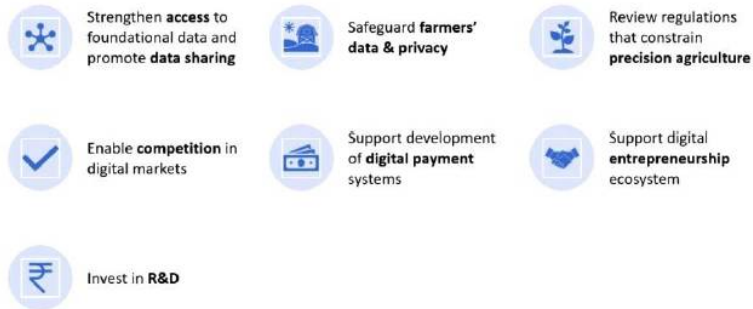 Strengthen access to
foundational data and
promote data sharing
Safeguard farmers'
data & privacy
Review regulations
that constrain
precision agriculture
Enable competition in
digital markets
Support development
of digital payment
systems
Support digital
entrepreneurship
ecosystem
₹
Invest in R&D